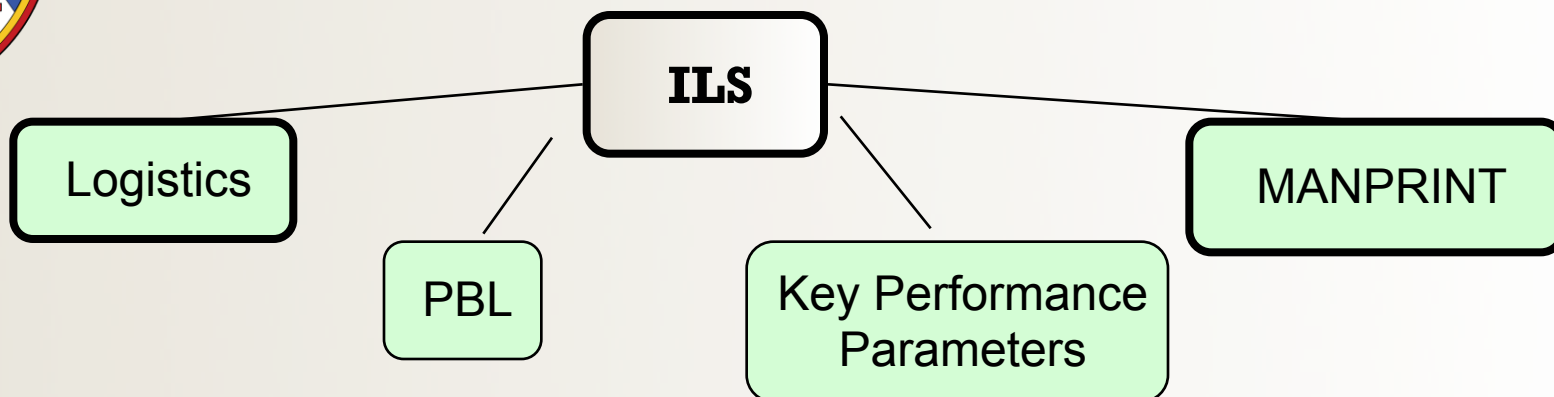 ILS
Logistics
MANPRINT
PBL
Key Performance
Parameters